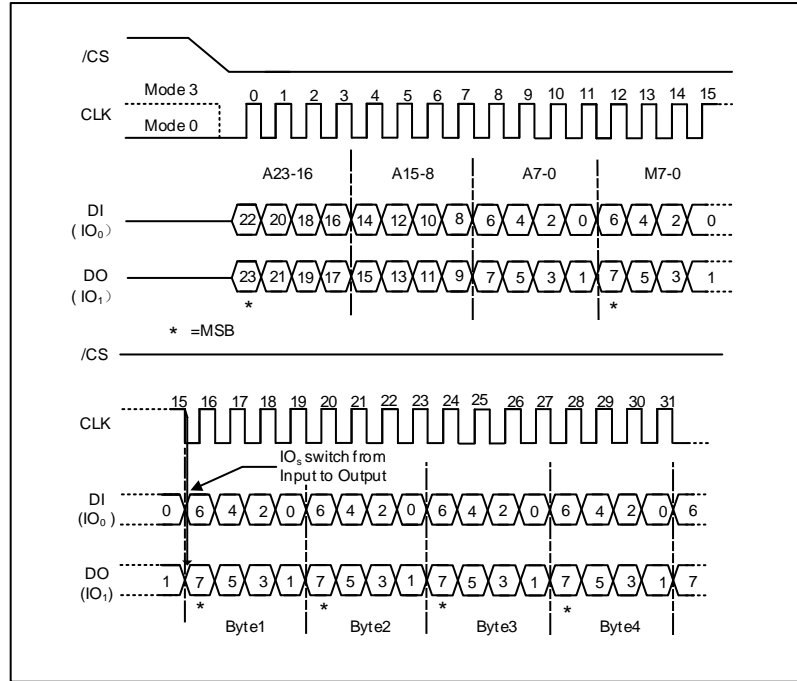 /CS
Mode 3
0 1 2 3 4 5 6 7 8 9 10 11 12 13 14 15
CLK
Mode 0
A23-16 A15-8 A7-0 M7-0
DI
22 20 18 16 14 12 10 8 6 4 2 0 6 4 2 0
( IO0 )
DO
23 21 19 17 15 13 11 9 7 5 3 1 7 5 3 1
( IO1 )
* *
* =MSB
/CS
15 16 17 18 19 20 21 22 23 24 25 26 27 28 29 30 31
CLK
IOs switch from
Input to Output
DI
0 6 4 2 0 6 4 2 0 6 4 2 0 6 4 2 0 6
(IO0 )
DO
1 7 5 3 1 7 5 3 1 7 5 3 1 7 5 3 1 7
(IO1)
* * * *
Byte1 Byte2 Byte3 Byte4